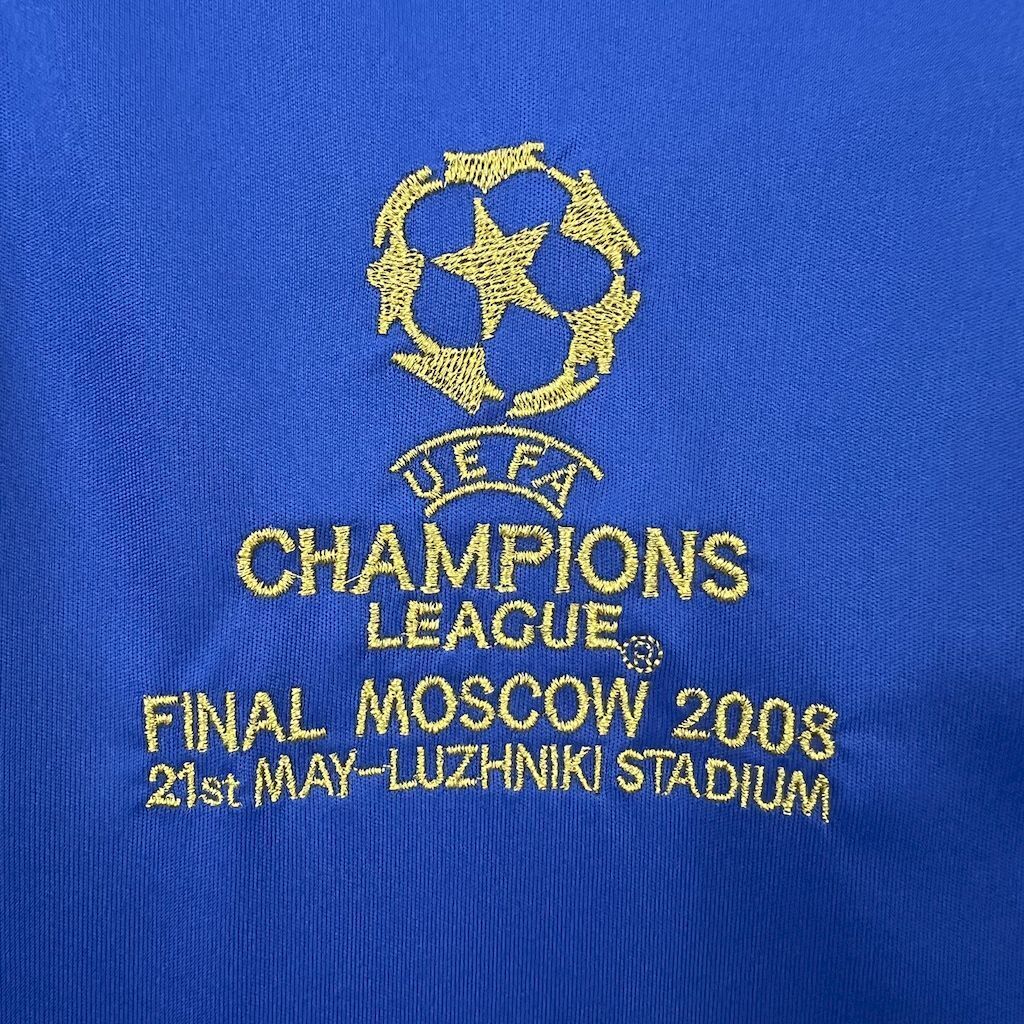 UEFA
CHAMPIONS
LEAGUE®
FINAL MOSCOW 2008
21st MAY-LUZHNIKI STADIUM